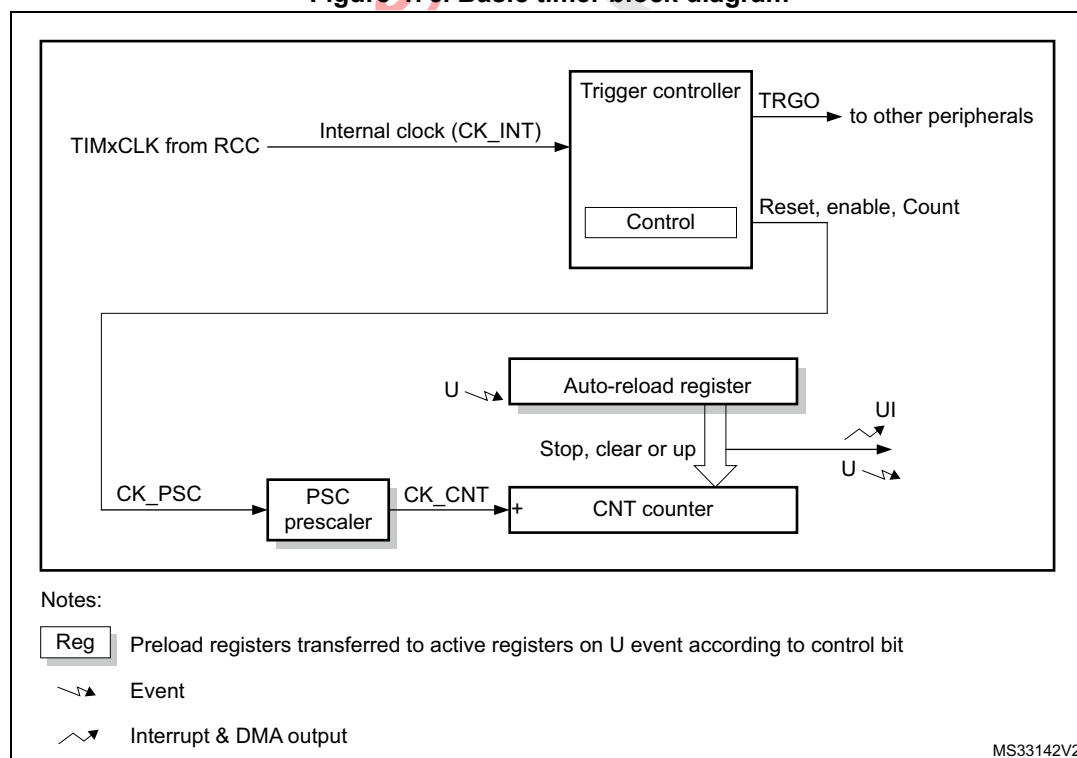 Basic timer block diagram
Trigger controller
TRGO
to other peripherals
Internal clock (CK_INT)
TIMxCLK from RCC
Reset, enable, Count
Control
U
Auto-reload register
UI
Stop, clear or up
U
CK_PSC
PSC
prescaler
CK_CNT
+
CNT counter
Notes:
Reg
Preload registers transferred to active registers on U event according to control bit
Event
Interrupt & DMA output
MS33142V2